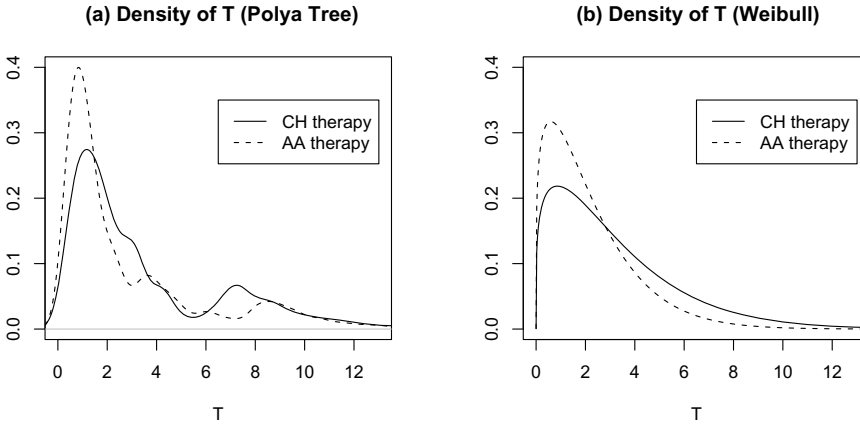 (a) Density of T (Polya Tree)
0.4
0.3
0.2
0.1
0.0
CH therapy
AA therapy
0 2 4 6 8 10 12
T
(b) Density of T (Weibull)
0.4
0.3
0.2
0.1
0.0
CH therapy
AA therapy
0 2 4 6 8 10 12
T